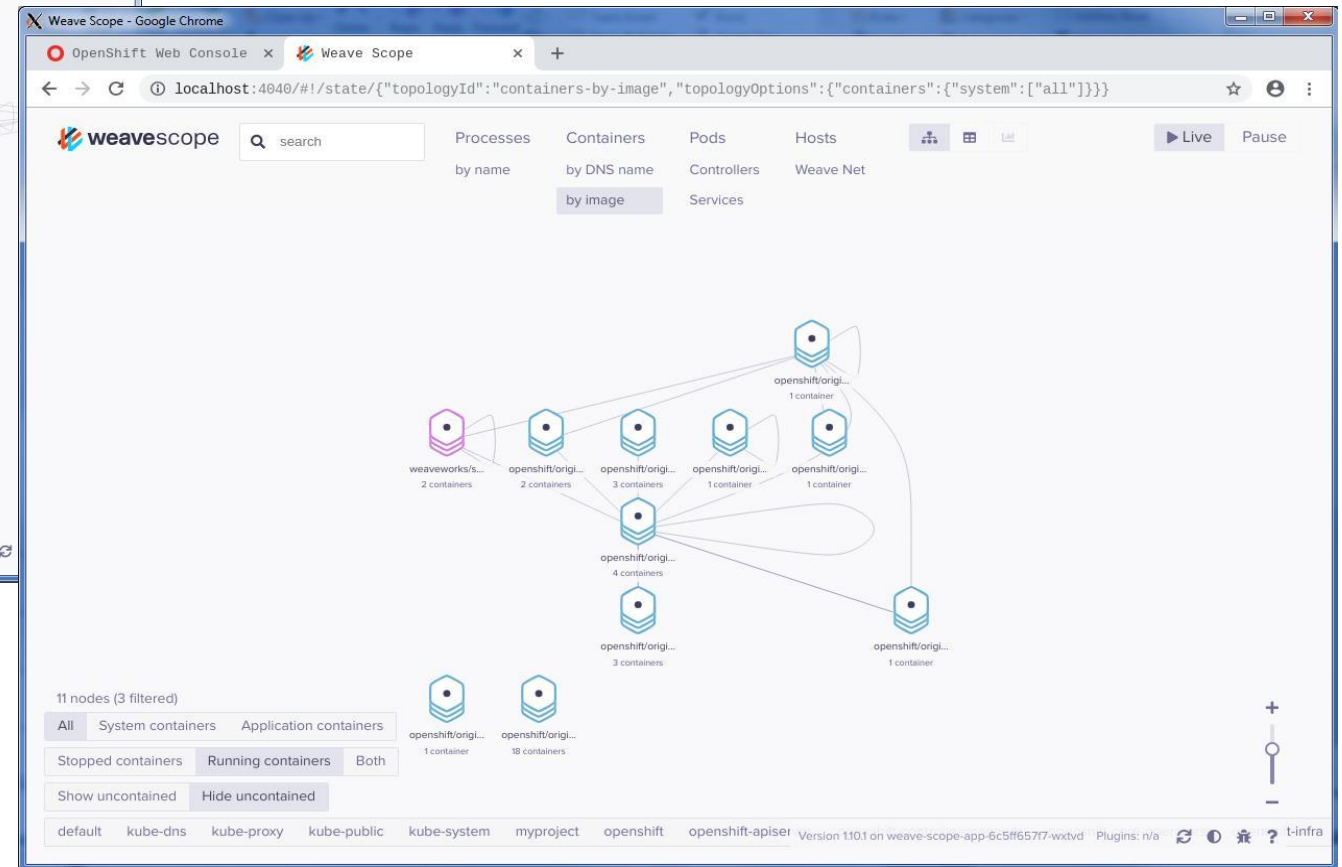 Weave Scope - Google Chrome
OpenShift Web Console
Weave Scope
localhost:4040/#!/state/{"topologyId":"containers-by-image","topologyOptions":{"containers":{"system":["all"]}}}
weavescope
search
Processes Containers Pods Hosts
Live Pause
by name by DNS name Controllers Weave Net
by image Services
openshift/origi...
1 container
weaveworks/s... openshift/origi... openshift/origi... openshift/origi... openshift/origi...
2 containers 2 containers 3 containers 1 container 1 container
openshift/origi...
4 containers
openshift/origi... openshift/origi...
3 containers 1 container
11 nodes (3 filtered)
All System containers Application containers
openshift/origi... openshift/origi...
1 container 18 containers
Stopped containers Running containers Both
Show uncontained Hide uncontained
default kube-dns kube-proxy kube-public kube-system myproject openshift openshift-apiser Version 1.10.1 on weave-scope-app-6c5ff657f7-wxtvd Plugins: n/a ? t-infra